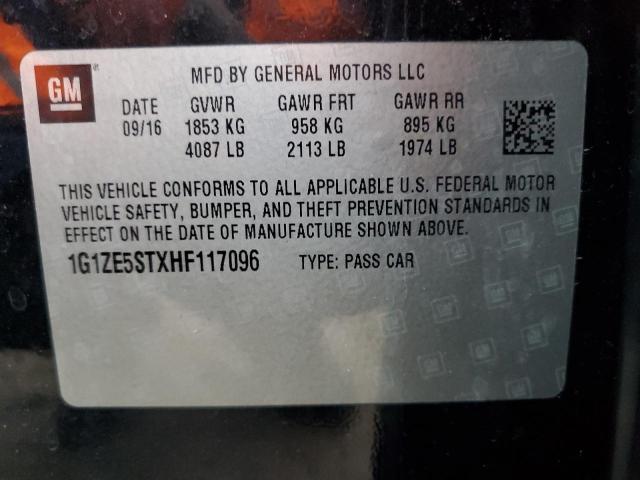 GM
MFD BY GENERAL MOTORS LLC
DATE GVWR GAWR FRT GAWR RR
09/16 1853 KG 958 KG 895 KG
4087 LB 2113 LB 1974 LB
THIS VEHICLE CONFORMS TO ALL APPLICABLE U.S. FEDERAL MOTOR
VEHICLE SAFETY, BUMPER, AND THEFT PREVENTION STANDARDS IN
EFFECT ON THE DATE OF MANUFACTURE SHOWN ABOVE.
1G1ZE5STXHF117096 TYPE: PASS CAR